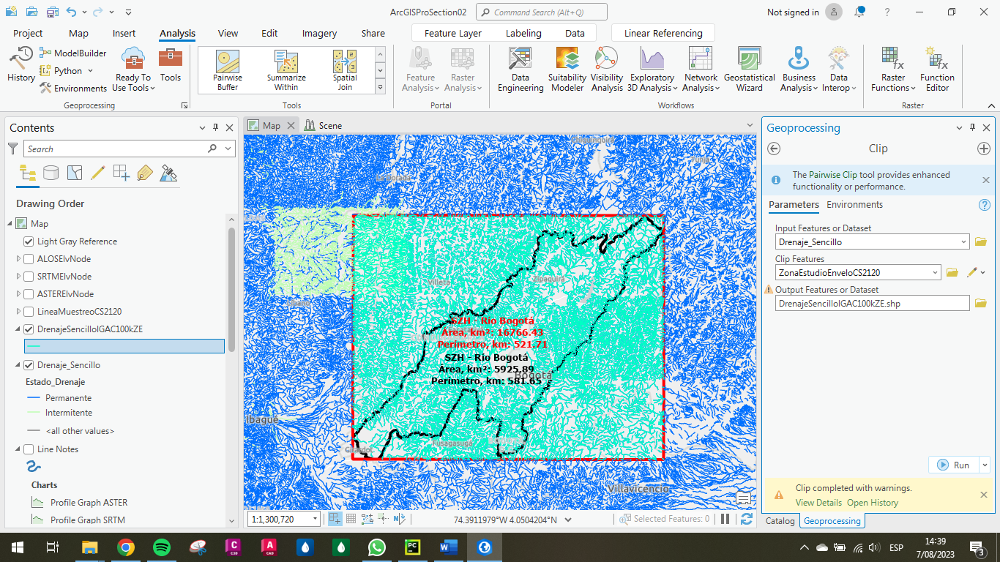 ArcGISProSection02
Command Search (Alt+Q)
Not signed in
?
Project
Map
Insert
Analysis
View
Edit
Imagery
Share
Feature Layer
Labeling
Data
Linear Referencing
History
ModelBuilder
Python
Environments
Ready To
Use Tools
Tools
Geoprocessing
Pairwise
Buffer
Summarize
Within
Spatial
Join
Tools
Feature
Analysis
Raster
Analysis
Portal
Data
Engineering
Suitability
Modeler
Visibility
Analysis
Exploratory
3D Analysis
Network
Analysis
Geostatistical
Wizard
Business
Analysis
Data
Interop
Workflows
Raster
Functions
Function
Editor
Raster
Contents
Search
Drawing Order
Map
Light Gray Reference
ALOSElvNode
SRTMElvNode
ASTERElvNode
LineaMuestreoCS2120
DrenajeSencilloIGAC100kZE
Drenaje_Sencillo
Estado_Drenaje
Permanente
Intermitente
<all other values>
Line Notes
Charts
Profile Graph ASTER
Profile Graph SRTM
Map
Scene
Chiquinquirá
Tunja
La Dorada
Villeta
Zipaquirá
Líbano
SZH - Río Bogotá
Área, km²: 16766.43
Perímetro, km: 521.71
SZH - Río Bogotá
Área, km²: 5925.89
Perímetro, km: 581.65
Bogotá
Ibagué
Girardot
Fusagasugá
Villavicencio
1:1,300,720
74.3911979°W 4.0504204°N
Selected Features: 0
Geoprocessing
Clip
The Pairwise Clip tool provides enhanced
functionality or performance.
Parameters
Environments
Input Features or Dataset
Drenaje_Sencillo
Clip Features
ZonaEstudioEnveloCS2120
Output Features or Dataset
DrenajeSencilloIGAC100kZE.shp
Run
Clip completed with warnings.
View Details Open History
Catalog
Geoprocessing
ESP
14:39
7/08/2023
3